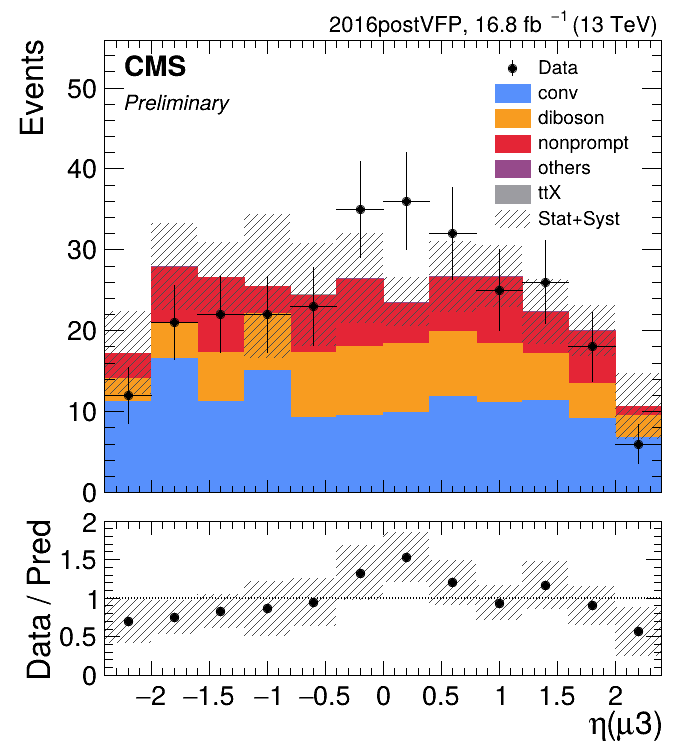 2016postVFP, 16.8 fb⁻¹ (13 TeV)
CMS
Preliminary
Events
50
40
30
20
10
0
Data
conv
diboson
nonprompt
others
ttX
Stat+Syst
Data / Pred
2
1.5
1
0.5
0
−2 −1.5 −1 −0.5 0 0.5 1 1.5 2
η(μ3)